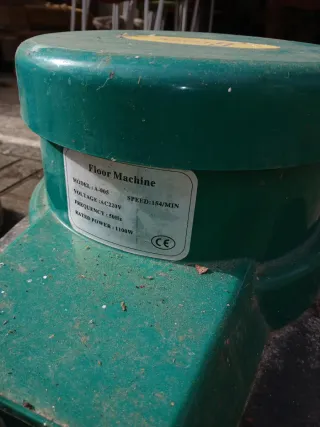 Floor Machine
MODEL: A-005 SPEED:154/MIN
VOLTAGE :AC220V
FREQUENCY : 50Hz
RATED POWER : 1100W
CE